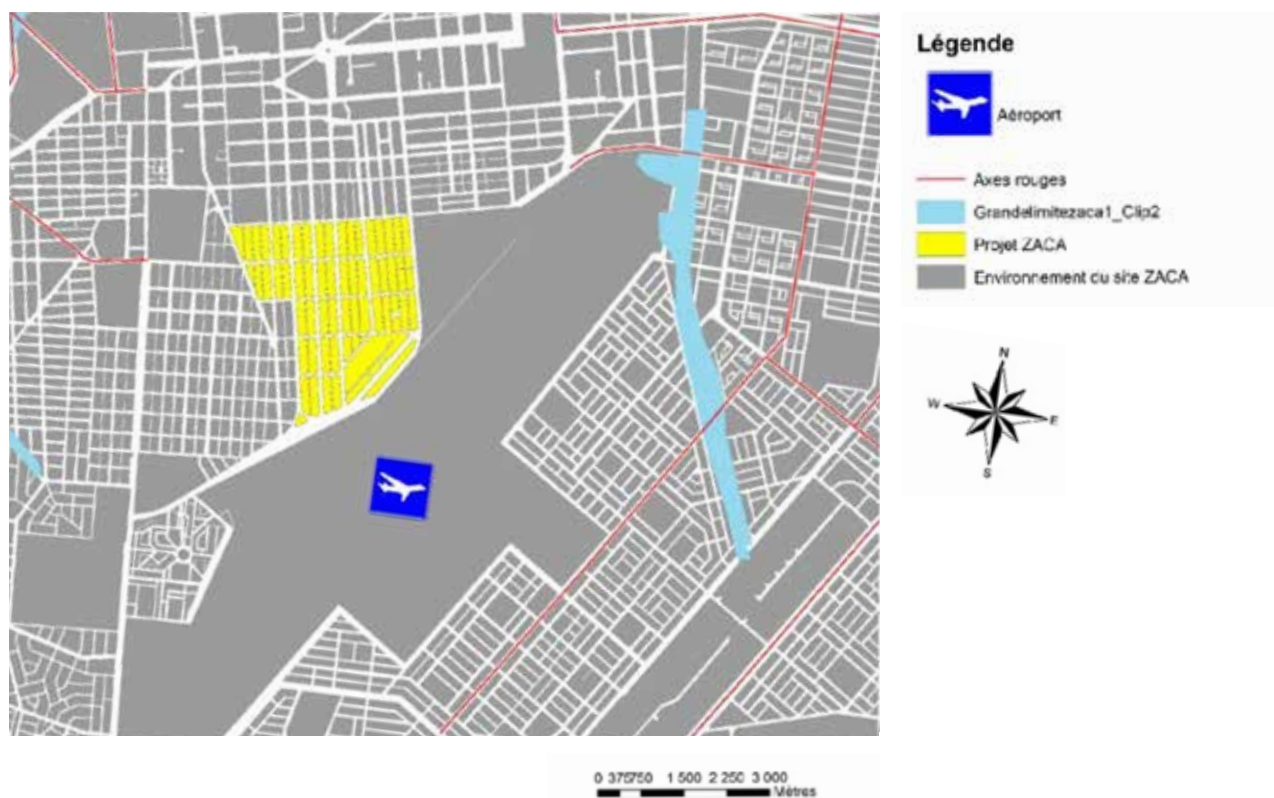 Légende
Aéroport
Axes rouges
Grandelimitezaca1_Clip2
Projet ZACA
Environnement du site ZACA
N
W
E
S
0 375750 1 500 2 250 3 000
Mètres